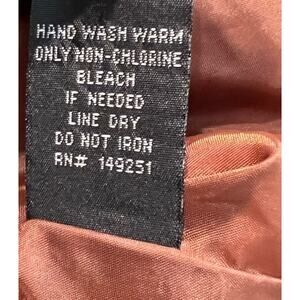 HAND WASH WARM
ONLY NON-CHLORINE
BLEACH
IF NEEDED
LINE DRY
DO NOT IRON
RN# 149251